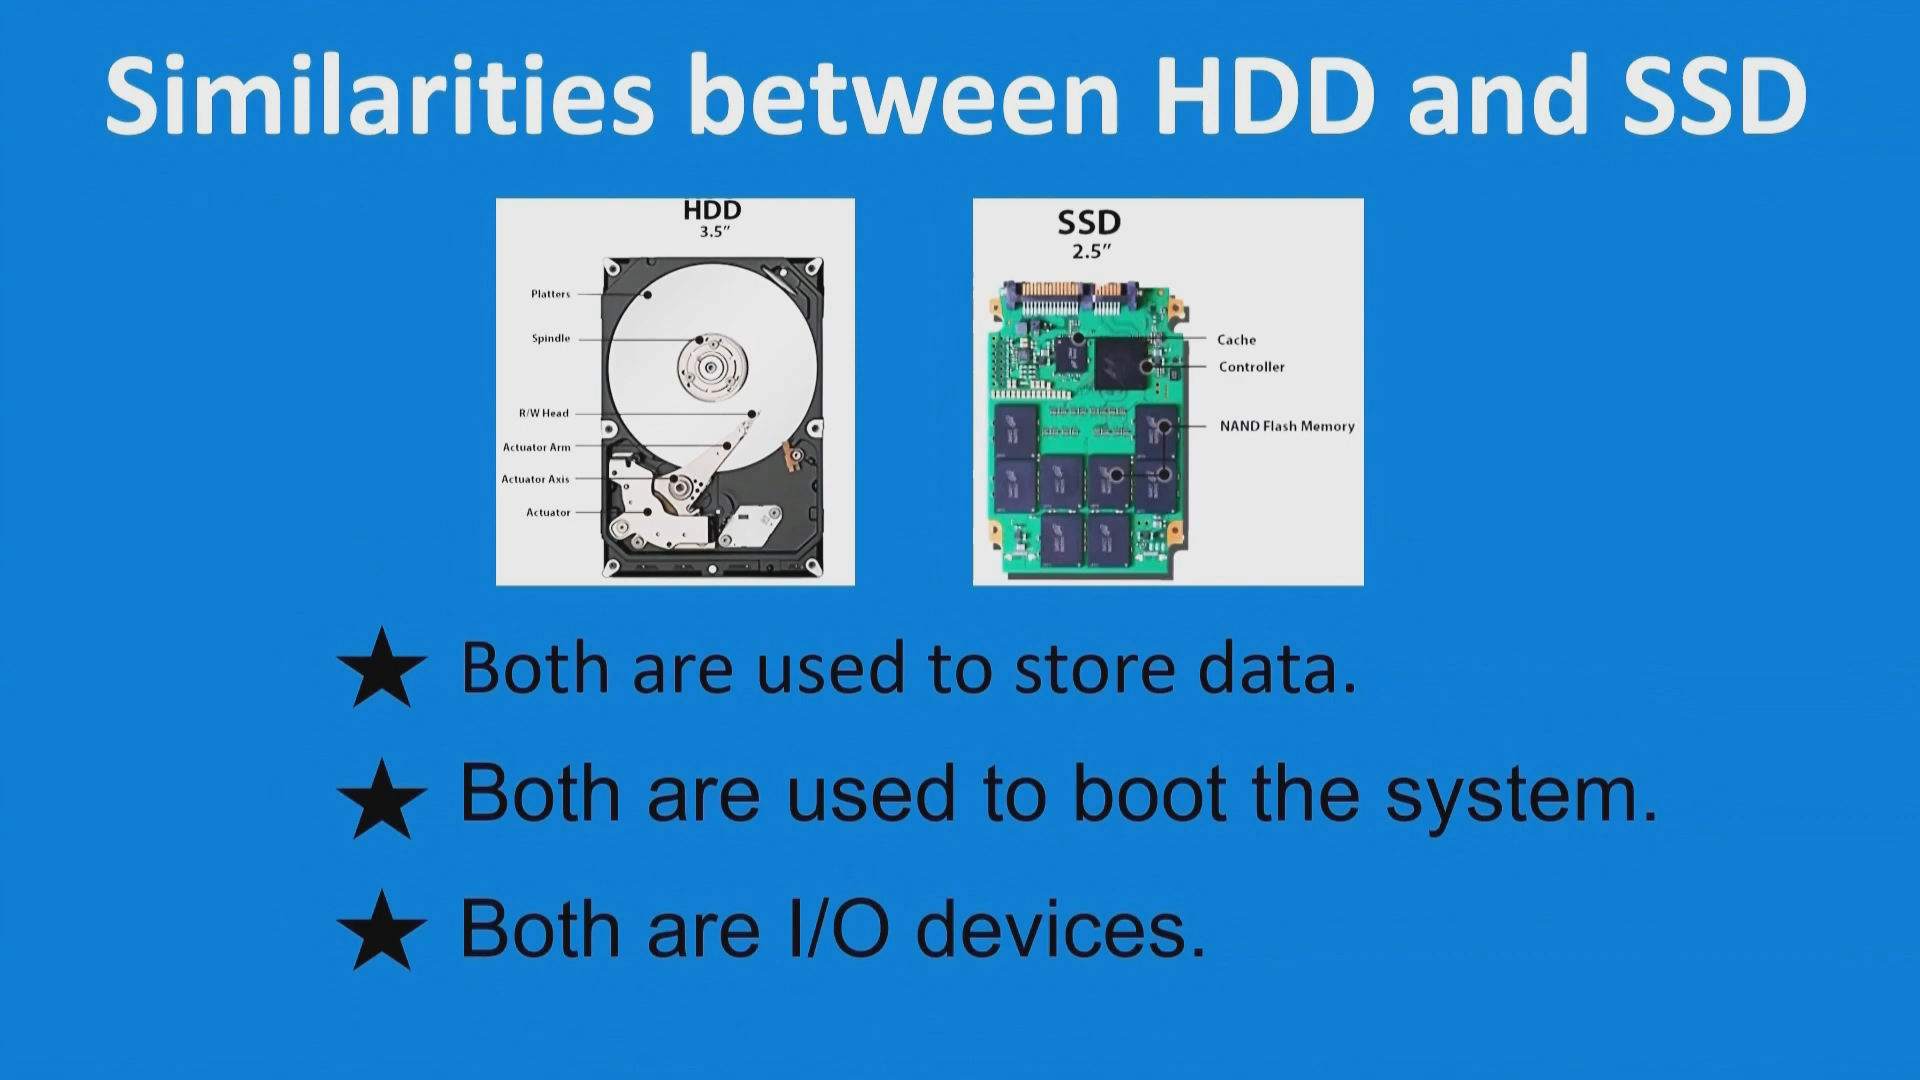 Similarities between HDD and SSD
HDD
3.5"
Platters
Spindle
R/W Head
Actuator Arm
Actuator Axis
Actuator
SSD
2.5"
Cache
Controller
NAND Flash Memory
Both are used to store data.
Both are used to boot the system.
Both are I/O devices.